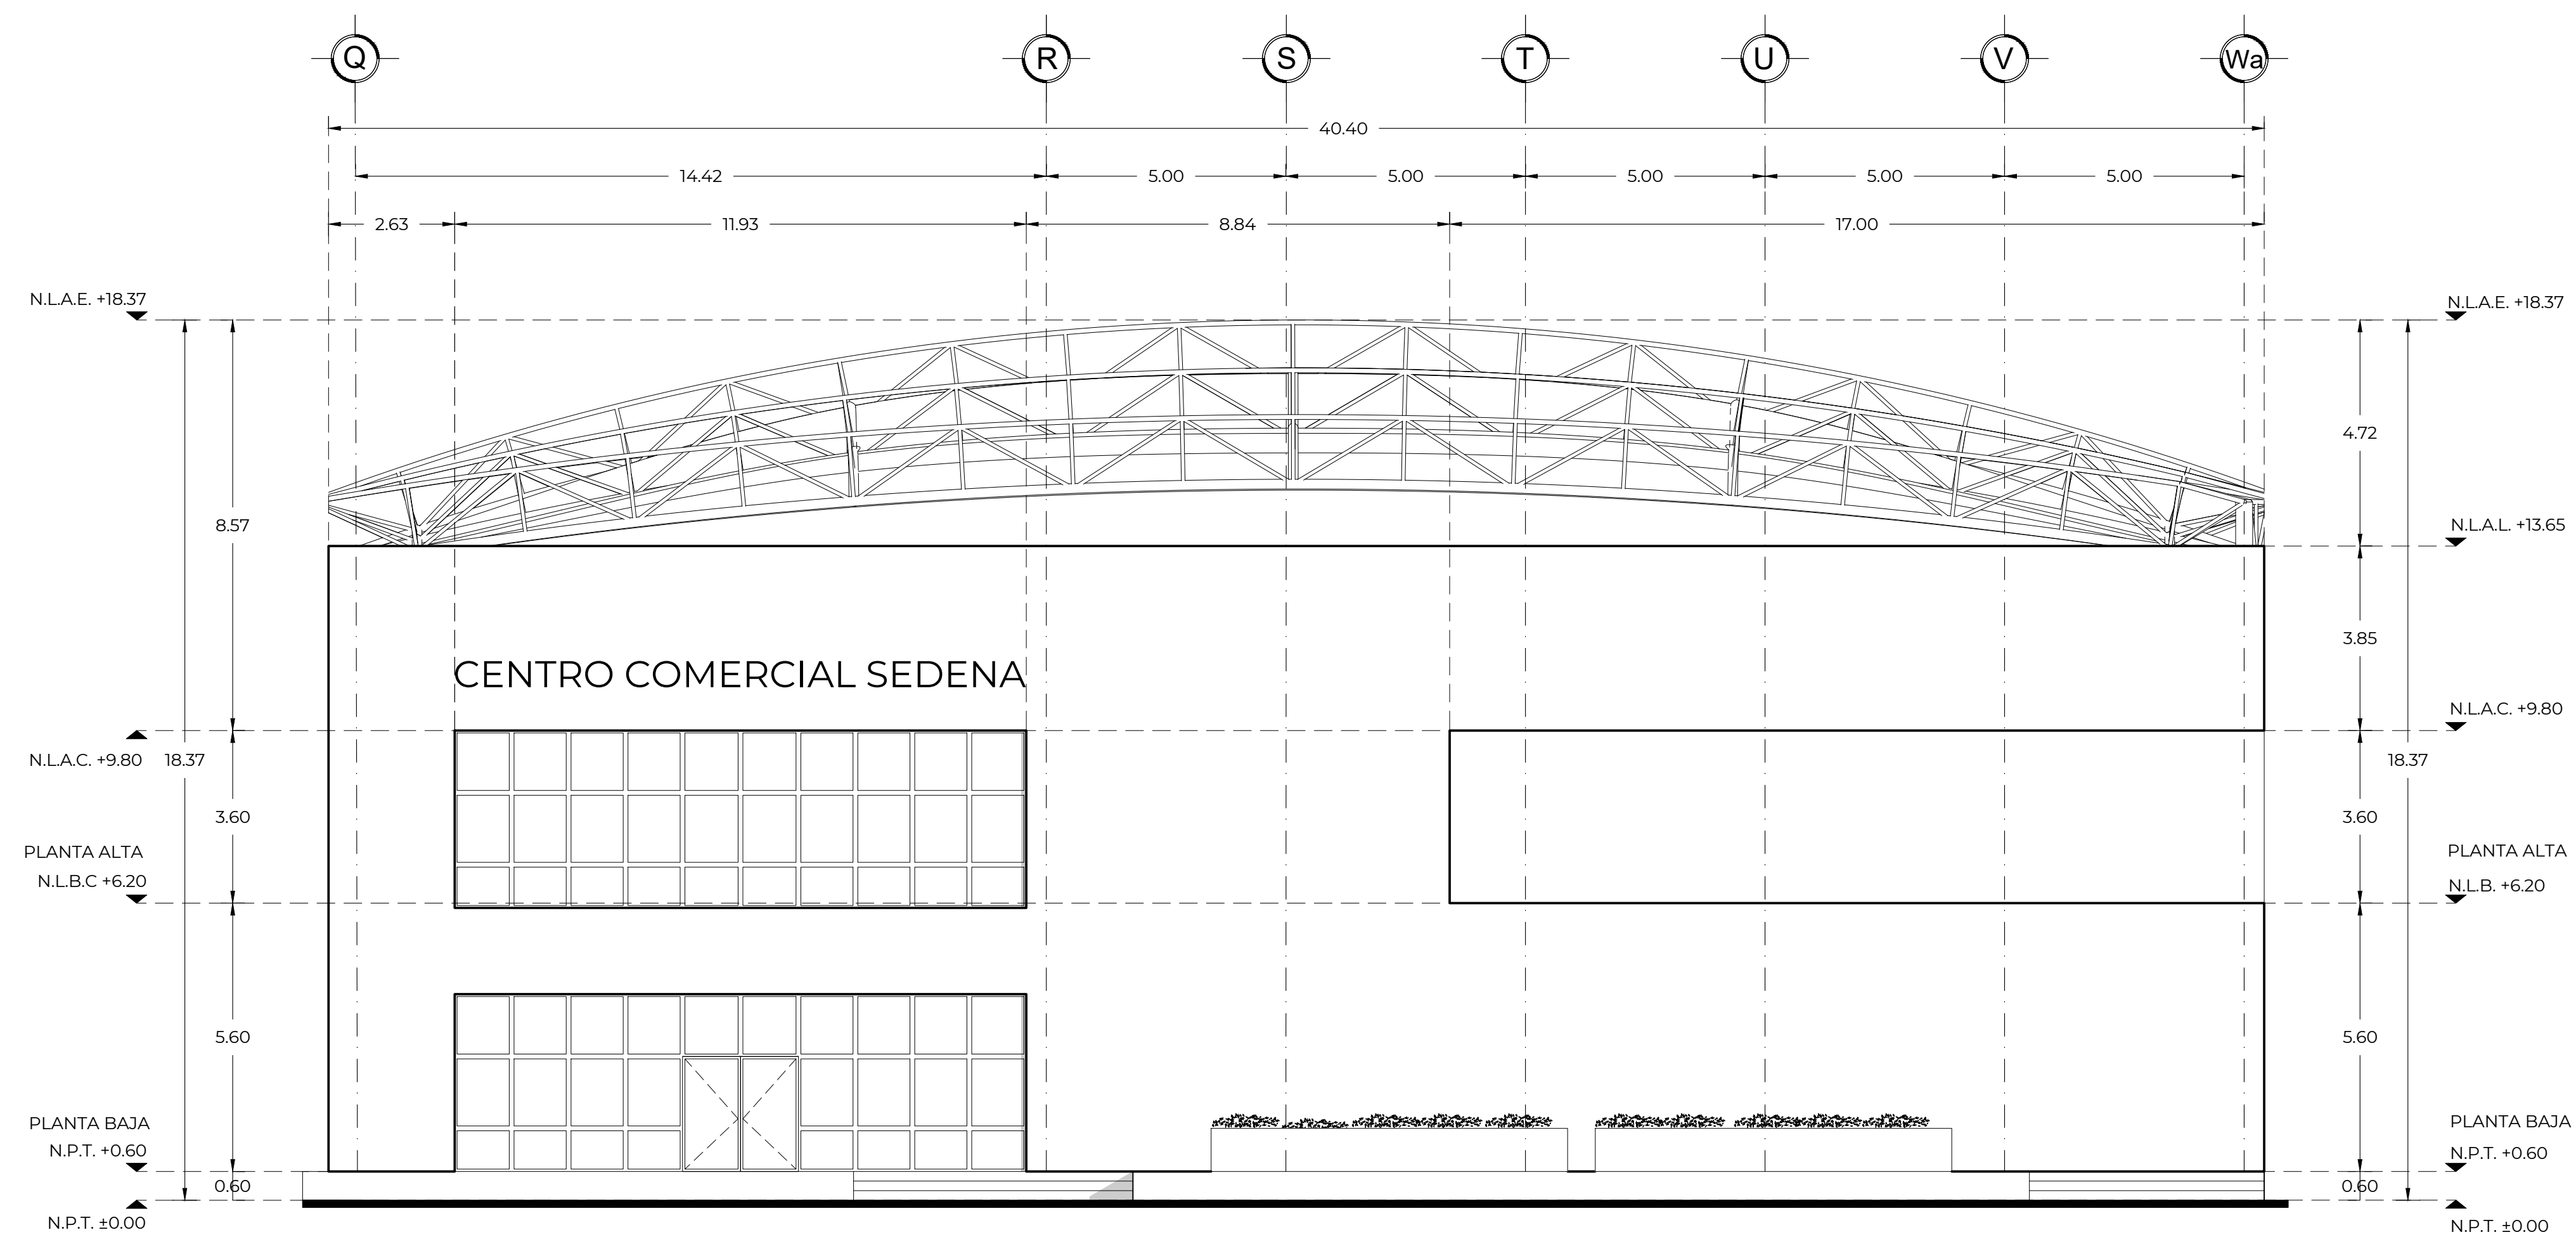 Q R S T U V Wa
40.40
14.42 5.00 5.00 5.00 5.00 5.00
2.63 11.93 8.84 17.00
N.L.A.E. +18.37
N.L.A.E. +18.37
4.72
8.57
N.L.A.L. +13.65
3.85
CENTRO COMERCIAL SEDENA
N.L.A.C. +9.80
N.L.A.C. +9.80
18.37
18.37
3.60
3.60
PLANTA ALTA
N.L.B.C +6.20
PLANTA ALTA
N.L.B. +6.20
5.60
5.60
PLANTA BAJA
N.P.T. +0.60
PLANTA BAJA
N.P.T. +0.60
0.60
0.60
N.P.T. ±0.00
N.P.T. ±0.00